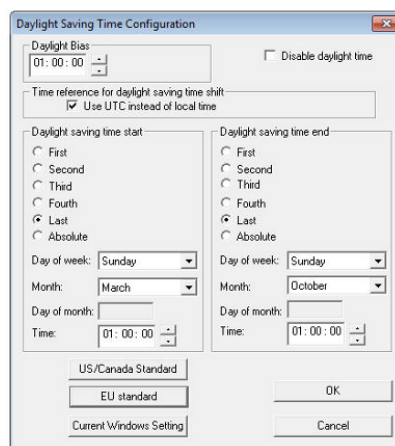 Daylight Saving Time Configuration
Daylight Bias
01: 00: 00
Disable daylight time
Time reference for daylight saving time shift
Use UTC instead of local time
Daylight saving time start
First
Second
Third
Fourth
Last
Absolute
Day of week: Sunday
Month: March
Day of month:
Time: 01: 00: 00
Daylight saving time end
First
Second
Third
Fourth
Last
Absolute
Day of week: Sunday
Month: October
Day of month:
Time: 01: 00: 00
US/Canada Standard
EU standard
Current Windows Setting
OK
Cancel